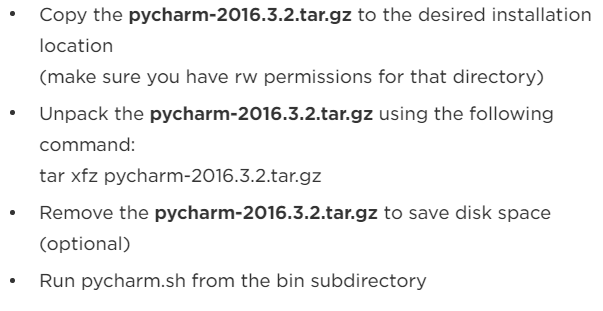 • Copy the pycharm-2016.3.2.tar.gz to the desired installation
location
(make sure you have rw permissions for that directory)
• Unpack the pycharm-2016.3.2.tar.gz using the following
command:
tar xfz pycharm-2016.3.2.tar.gz
• Remove the pycharm-2016.3.2.tar.gz to save disk space
(optional)
• Run pycharm.sh from the bin subdirectory